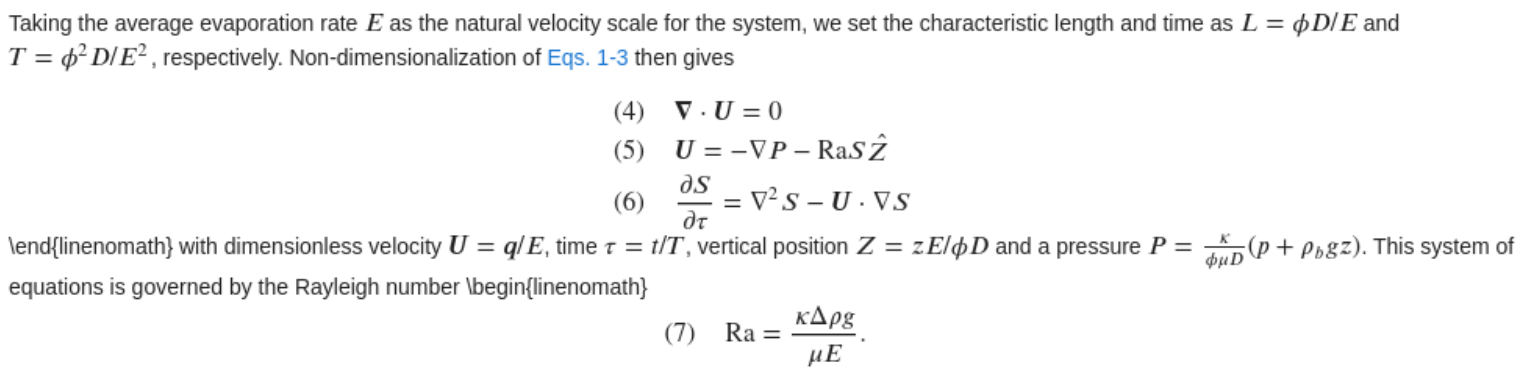 Taking the average evaporation rate E as the natural velocity scale for the system, we set the characteristic length and time as L = ϕD/E and
T = ϕ²D/E², respectively. Non-dimensionalization of Eqs. 1-3 then gives
(4) ∇ · U = 0
(5) U = −∇P − RaSẐ
(6) ∂S/∂τ = ∇²S − U · ∇S
\end{linenomath} with dimensionless velocity U = q/E, time τ = t/T, vertical position Z = zE/ϕD and a pressure P = κ/ϕμD (p + ρ_b gz). This system of
equations is governed by the Rayleigh number \begin{linenomath}
(7) Ra = κΔρg/μE.